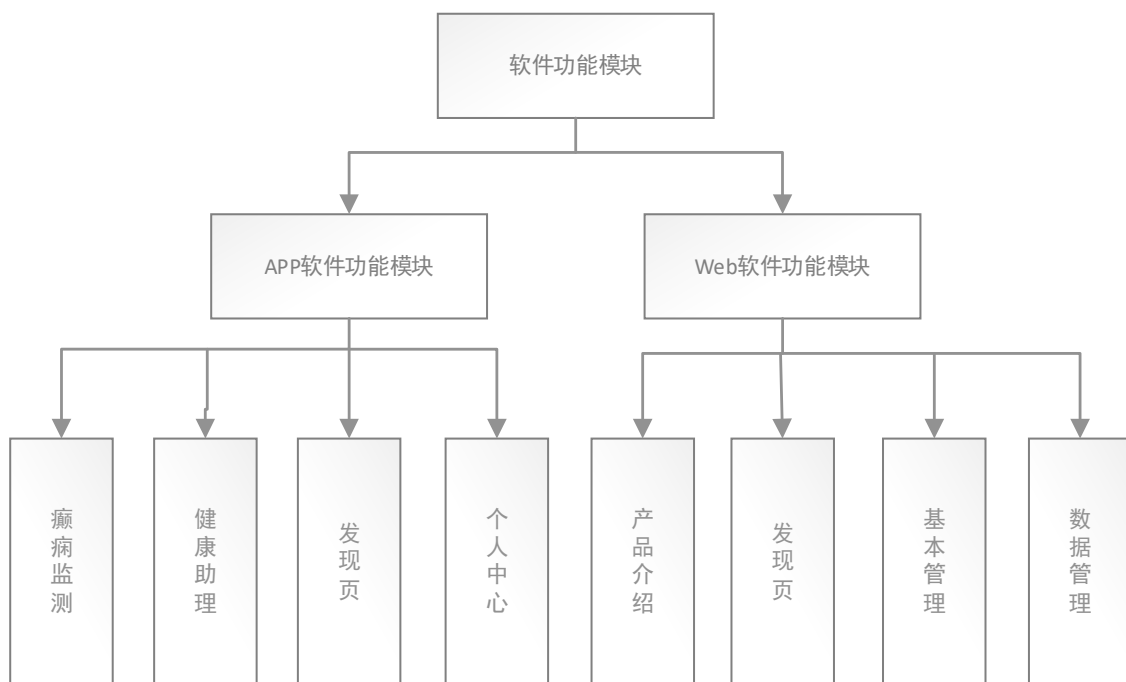 软件功能模块
APP软件功能模块
Web软件功能模块
癫痫监测
健康助理
发现页
个人中心
产品介绍
发现页
基本管理
数据管理